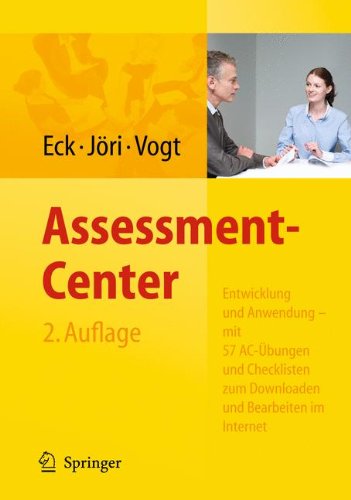 Eck · Jöri · Vogt
Assessment-
Center
2. Auflage
Entwicklung
und Anwendung –
mit
57 AC-Übungen
und Checklisten
zum Downloaden
und Bearbeiten im
Internet
Springer